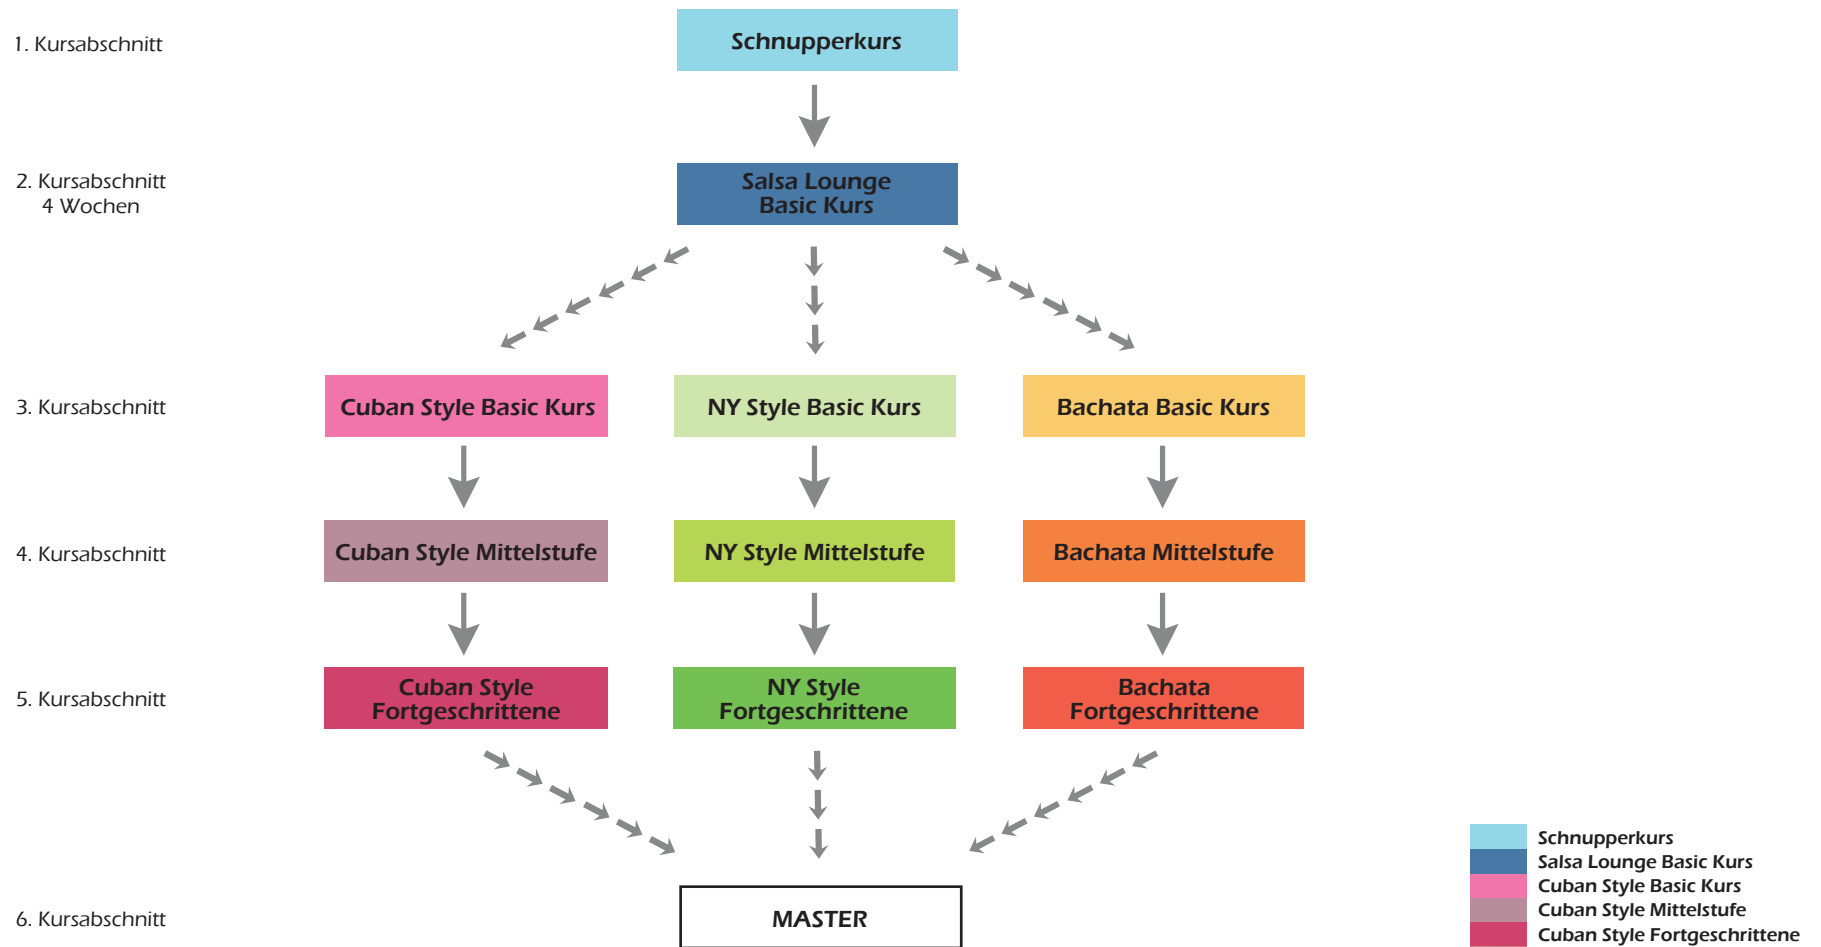 1. Kursabschnitt
Schnupperkurs
2. Kursabschnitt
4 Wochen
Salsa Lounge
Basic Kurs
3. Kursabschnitt
Cuban Style Basic Kurs
NY Style Basic Kurs
Bachata Basic Kurs
4. Kursabschnitt
Cuban Style Mittelstufe
NY Style Mittelstufe
Bachata Mittelstufe
5. Kursabschnitt
Cuban Style
Fortgeschrittene
NY Style
Fortgeschrittene
Bachata
Fortgeschrittene
6. Kursabschnitt
MASTER
Schnupperkurs
Salsa Lounge Basic Kurs
Cuban Style Basic Kurs
Cuban Style Mittelstufe
Cuban Style Fortgeschrittene